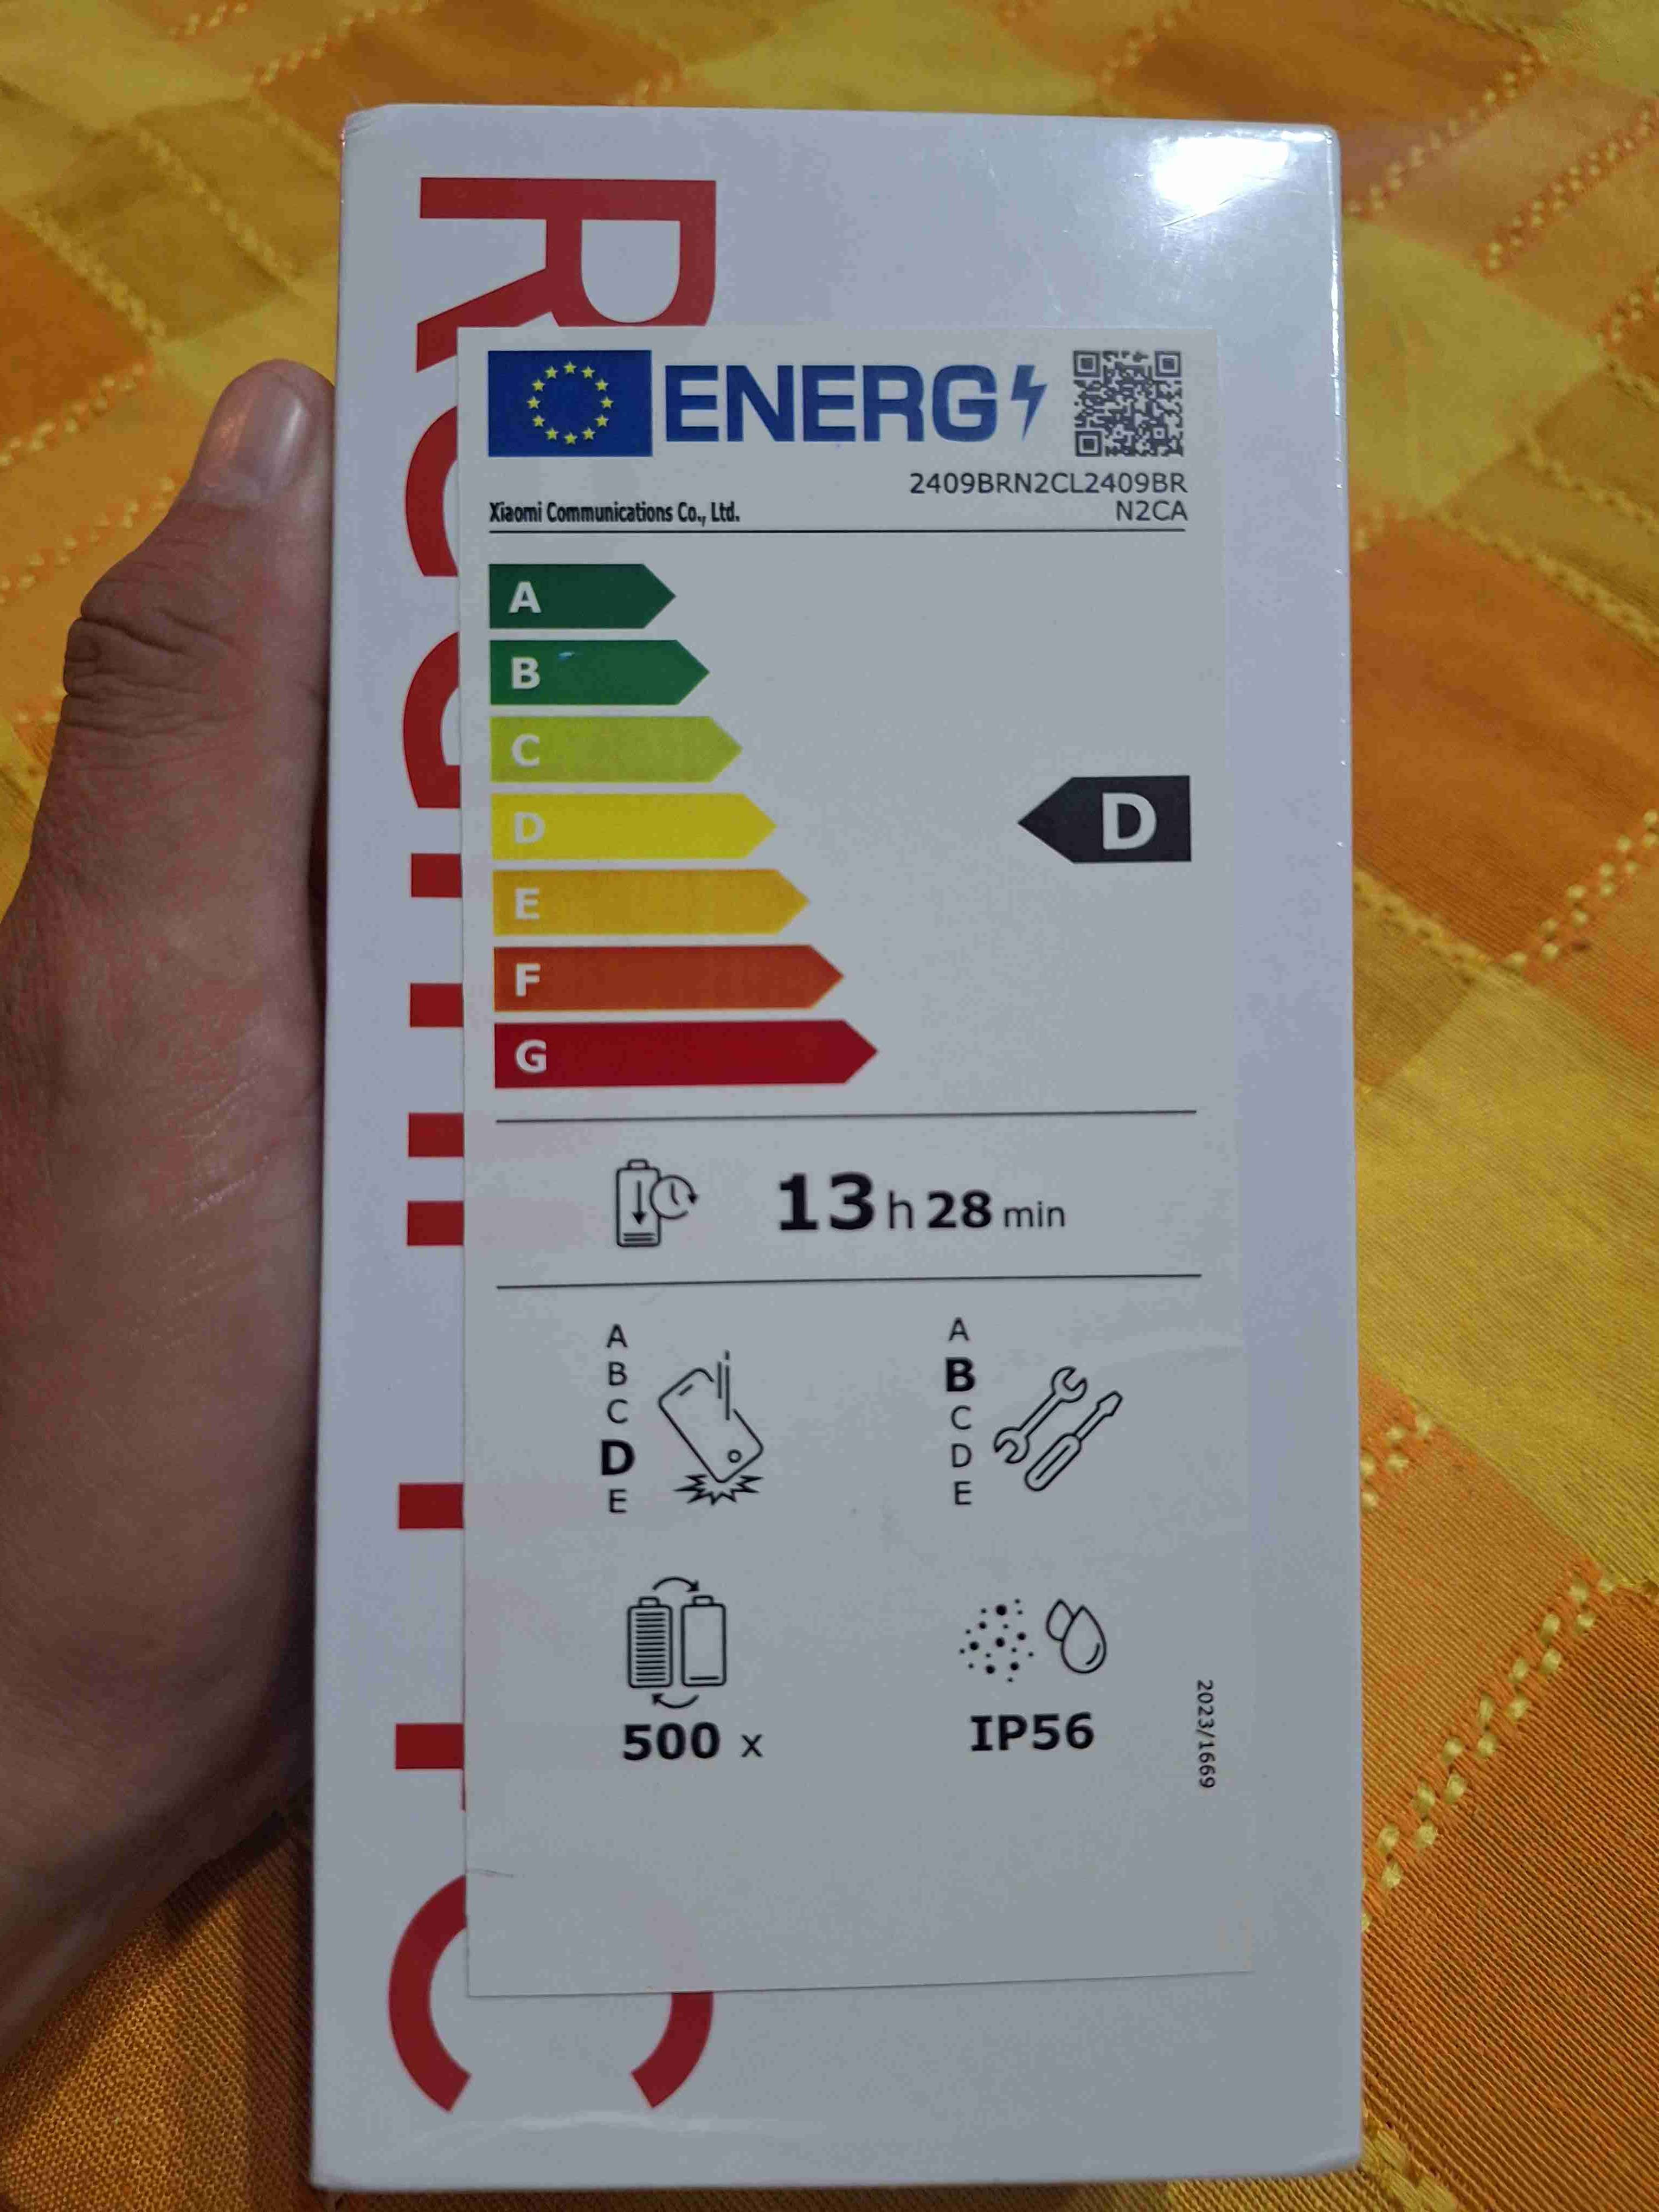 ENERG
2409BRN2CL2409BR
N2CA
Xiaomi Communications Co., Ltd.
A
B
C
D
D
E
F
G
13 h 28 min
A
B
C
D
E
A
B
C
D
E
500 x
IP56
2023/1669